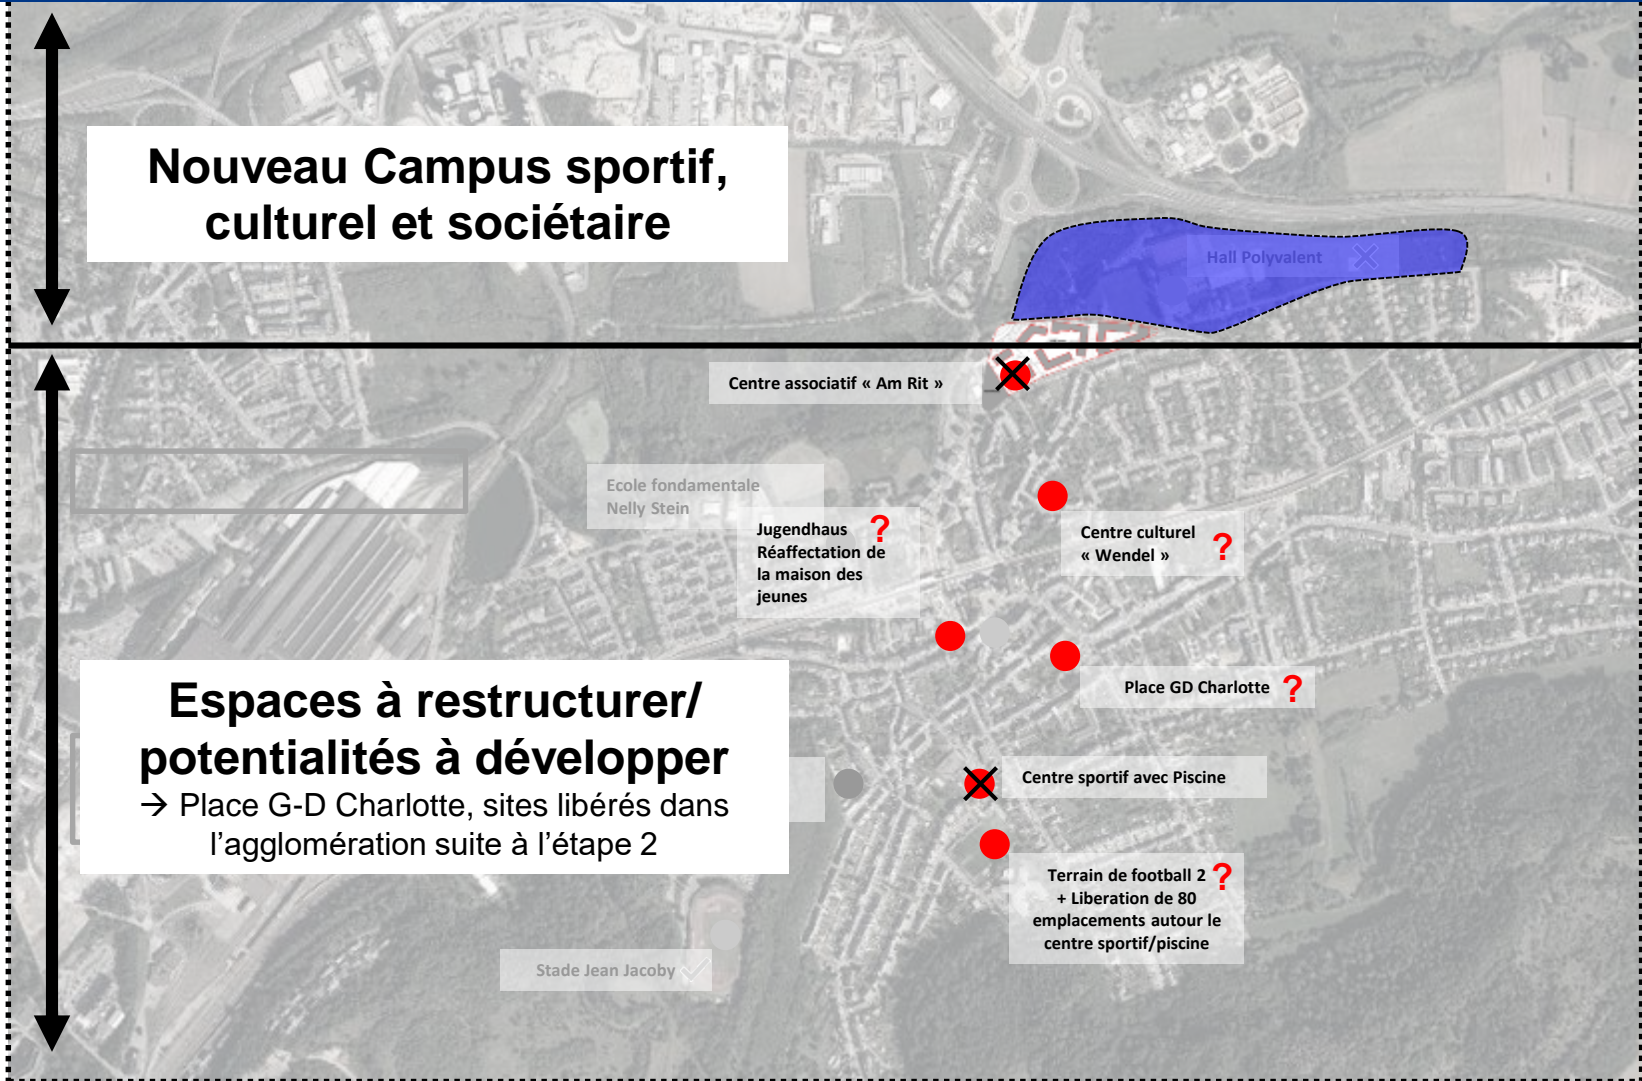 Nouveau Campus sportif,
culturel et sociétaire
Hall Polyvalent
Centre associatif « Am Rit »
Ecole fondamentale
Nelly Stein
Jugendhaus ?
Réaffectation de
la maison des
jeunes
Centre culturel
« Wendel » ?
Place GD Charlotte ?
Espaces à restructurer/
potentialités à développer
→ Place G-D Charlotte, sites libérés dans
l’agglomération suite à l’étape 2
Centre sportif avec Piscine
Terrain de football 2 ?
+ Liberation de 80
emplacements autour le
centre sportif/piscine
Stade Jean Jacoby